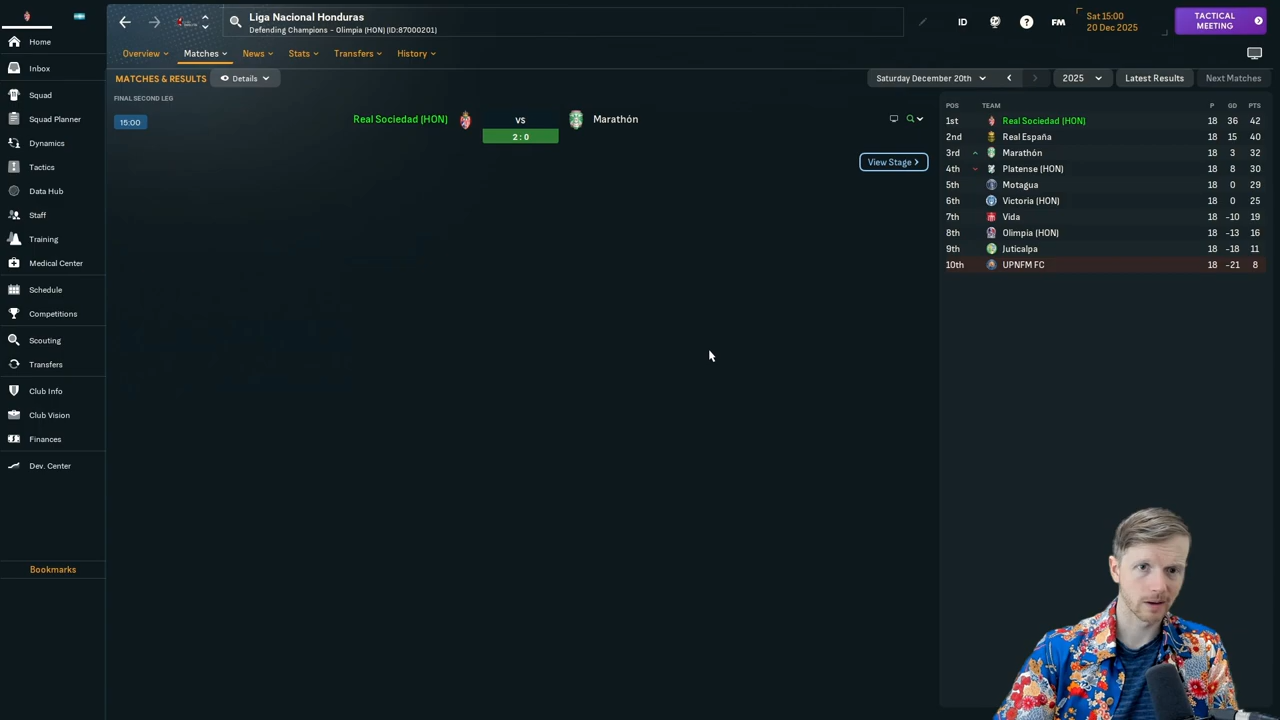 Liga Nacional Honduras
Defending Champions - Olimpia (HON) (ID:87000201)
ID
?
FM
Sat 15:00
20 Dec 2025
TACTICAL
MEETING
Home
Inbox
Squad
Squad Planner
Dynamics
Tactics
Data Hub
Staff
Training
Medical Center
Schedule
Competitions
Scouting
Transfers
Club Info
Club Vision
Finances
Dev. Center
Bookmarks
Overview Matches News Stats Transfers History
MATCHES & RESULTS Details
Saturday December 20th 2025 Latest Results Next Matches
FINAL SECOND LEG
15:00 Real Sociedad (HON) vs Marathón
2 : 0
View Stage
POS TEAM P GD PTS
1st Real Sociedad (HON) 18 36 42
2nd Real España 18 15 40
3rd Marathón 18 3 32
4th Platense (HON) 18 8 30
5th Motagua 18 0 29
6th Victoria (HON) 18 0 25
7th Vida 18 -10 19
8th Olimpia (HON) 18 -13 16
9th Juticalpa 18 -18 11
10th UPNFM FC 18 -21 8